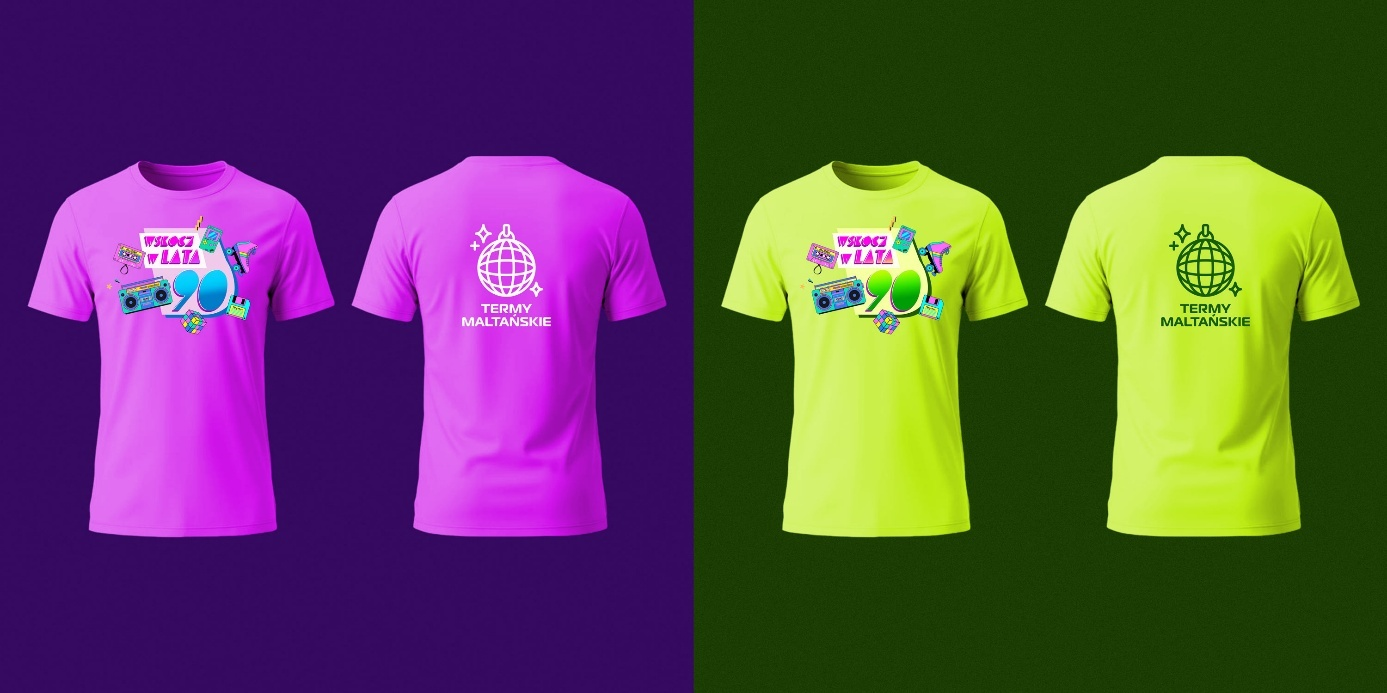 WSKOCZ
W LATA
90
TERMY
MALTAŃSKIE
WSKOCZ
W LATA
90
TERMY
MALTAŃSKIE